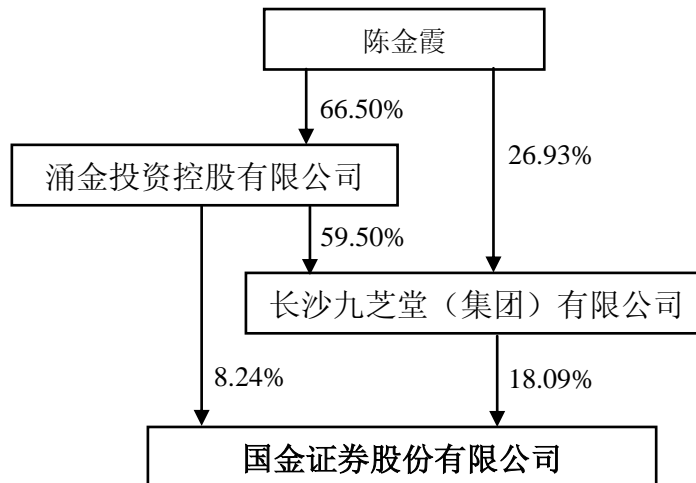 陈金霞
66.50%
26.93%
涌金投资控股有限公司
59.50%
长沙九芝堂（集团）有限公司
8.24%
18.09%
国金证券股份有限公司